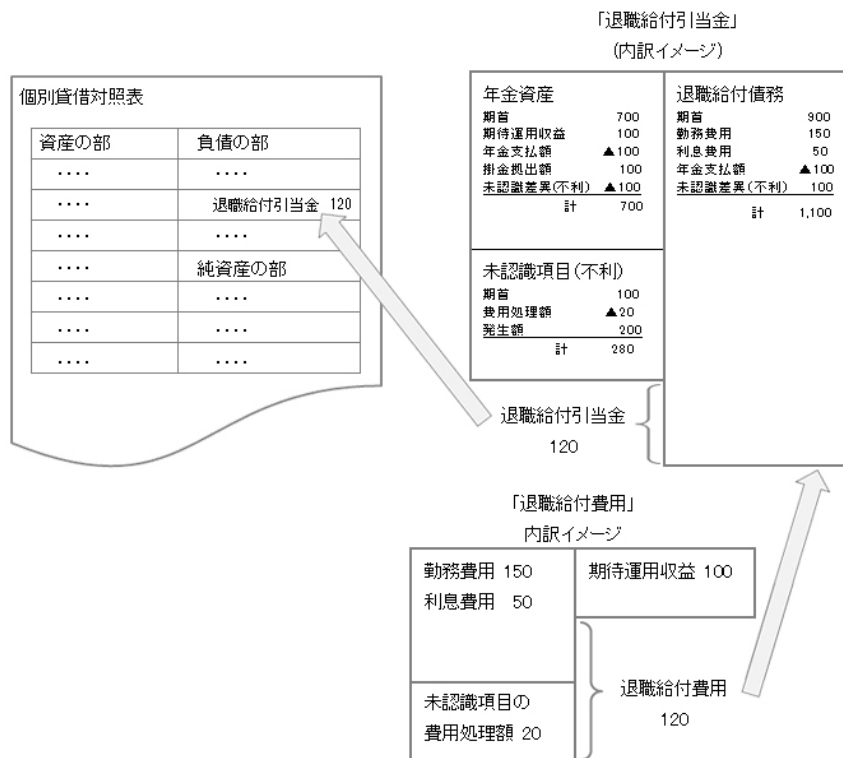 「退職給付引当金」
(内訳イメージ)
個別貸借対照表
資産の部 負債の部
‥‥ ‥‥
‥‥ 退職給付引当金 120
‥‥ ‥‥
‥‥ 純資産の部
‥‥ ‥‥
‥‥ ‥‥
‥‥ ‥‥
年金資産
期首 700
期待運用収益 100
年金支払額 ▲100
掛金拠出額 100
未認識差異(不利) ▲100
計 700
退職給付債務
期首 900
勤務費用 150
利息費用 50
年金支払額 ▲100
未認識差異(不利) 100
計 1,100
未認識項目(不利)
期首 100
費用処理額 ▲20
発生額 200
計 280
退職給付引当金
120
「退職給付費用」
内訳イメージ
勤務費用 150
利息費用 50
期待運用収益 100
未認識項目の
費用処理額 20
退職給付費用
120